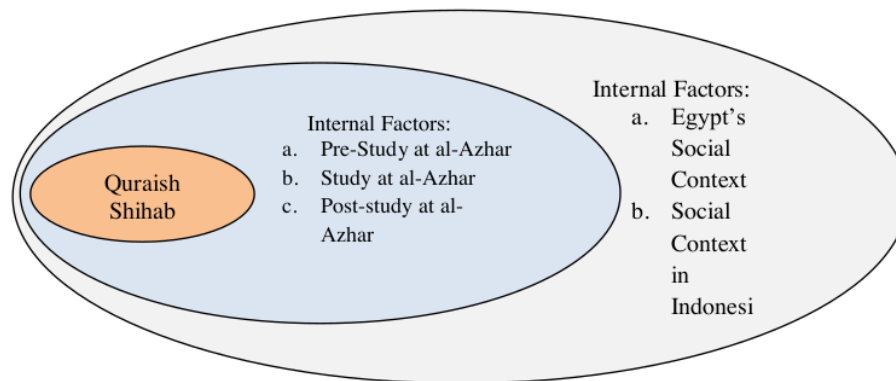 Quraish
Shihab
Internal Factors:
a. Pre-Study at al-Azhar
b. Study at al-Azhar
c. Post-study at al-
Azhar
Internal Factors:
a. Egypt's
Social
Context
b. Social
Context
in
Indonesi